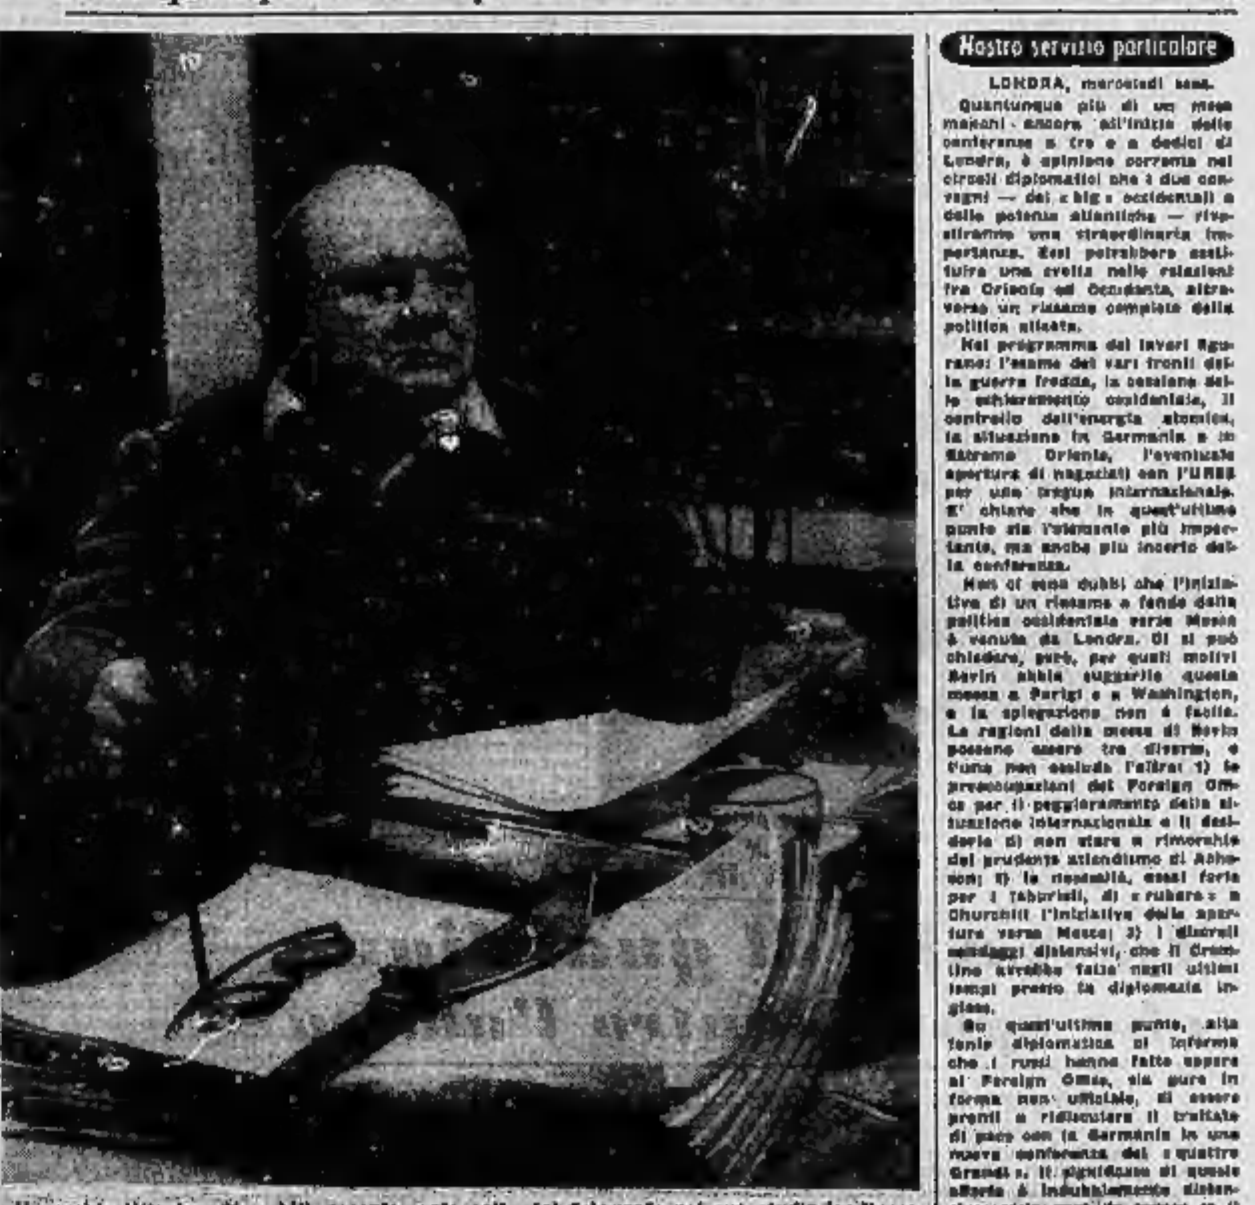 Nostro servizio particolare
LONDRA, mercoledì sera.
Quantunque più di un mese
manchi ancora all'inizio delle
conferenze a tre e a dodici di
Londra, è opinione corrente nei
circoli diplomatici che i due con-
vegni — dei «big» occidentali e
delle potenze atlantiche — rive-
stiranno una straordinaria im-
portanza. Essi potrebbero costi-
tuire una svolta nelle relazioni
fra Oriente ed Occidente, attra-
verso un riesame completo della
politica alleata.
Nel programma dei lavori figu-
rano: l'esame dei vari fronti del-
la guerra fredda, la coesione del-
lo schieramento occidentale, il
controllo dell'energia atomica,
la situazione in Germania e in
Estremo Oriente, l'eventuale
apertura di negoziati con l'URSS
per una tregua internazionale.
E' chiaro che in quest'ultimo
punto sta l'elemento più impor-
tante, ma anche più incerto del-
la conferenza.
Non ci sono dubbi che l'inizia-
tiva di un riesame a fondo della
politica occidentale verso Mosca
è venuta da Londra. Ci si può
chiedere, però, per quali motivi
Bevin abbia suggerito questa
mossa a Parigi e a Washington,
e la spiegazione non è facile.
Le ragioni della mossa di Bevin
possono essere tre diverse, e
l'una non esclude l'altra: 1) le
preoccupazioni del Foreign Offi-
ce per il peggioramento della si-
tuazione internazionale e il desi-
derio di non stare a rimorchio
del prudente attendismo di Ache-
son; 2) la necessità, assai forte
per i laburisti, di «rubare» a
Churchill l'iniziativa delle aper-
ture verso Mosca; 3) i discreti
sondaggi distensivi, che il Crem-
lino avrebbe fatto negli ultimi
tempi presso la diplomazia in-
glese.
Su quest'ultimo punto, alta
fonte diplomatica ci informa
che i russi hanno fatto sapere
al Foreign Office, sia pure in
forma non ufficiale, di essere
pronti a ridiscutere il trattato
di pace con la Germania in una
nuova conferenza dei «quattro
Grandi». Il significato di questa
offerta è indubbiamente disten-